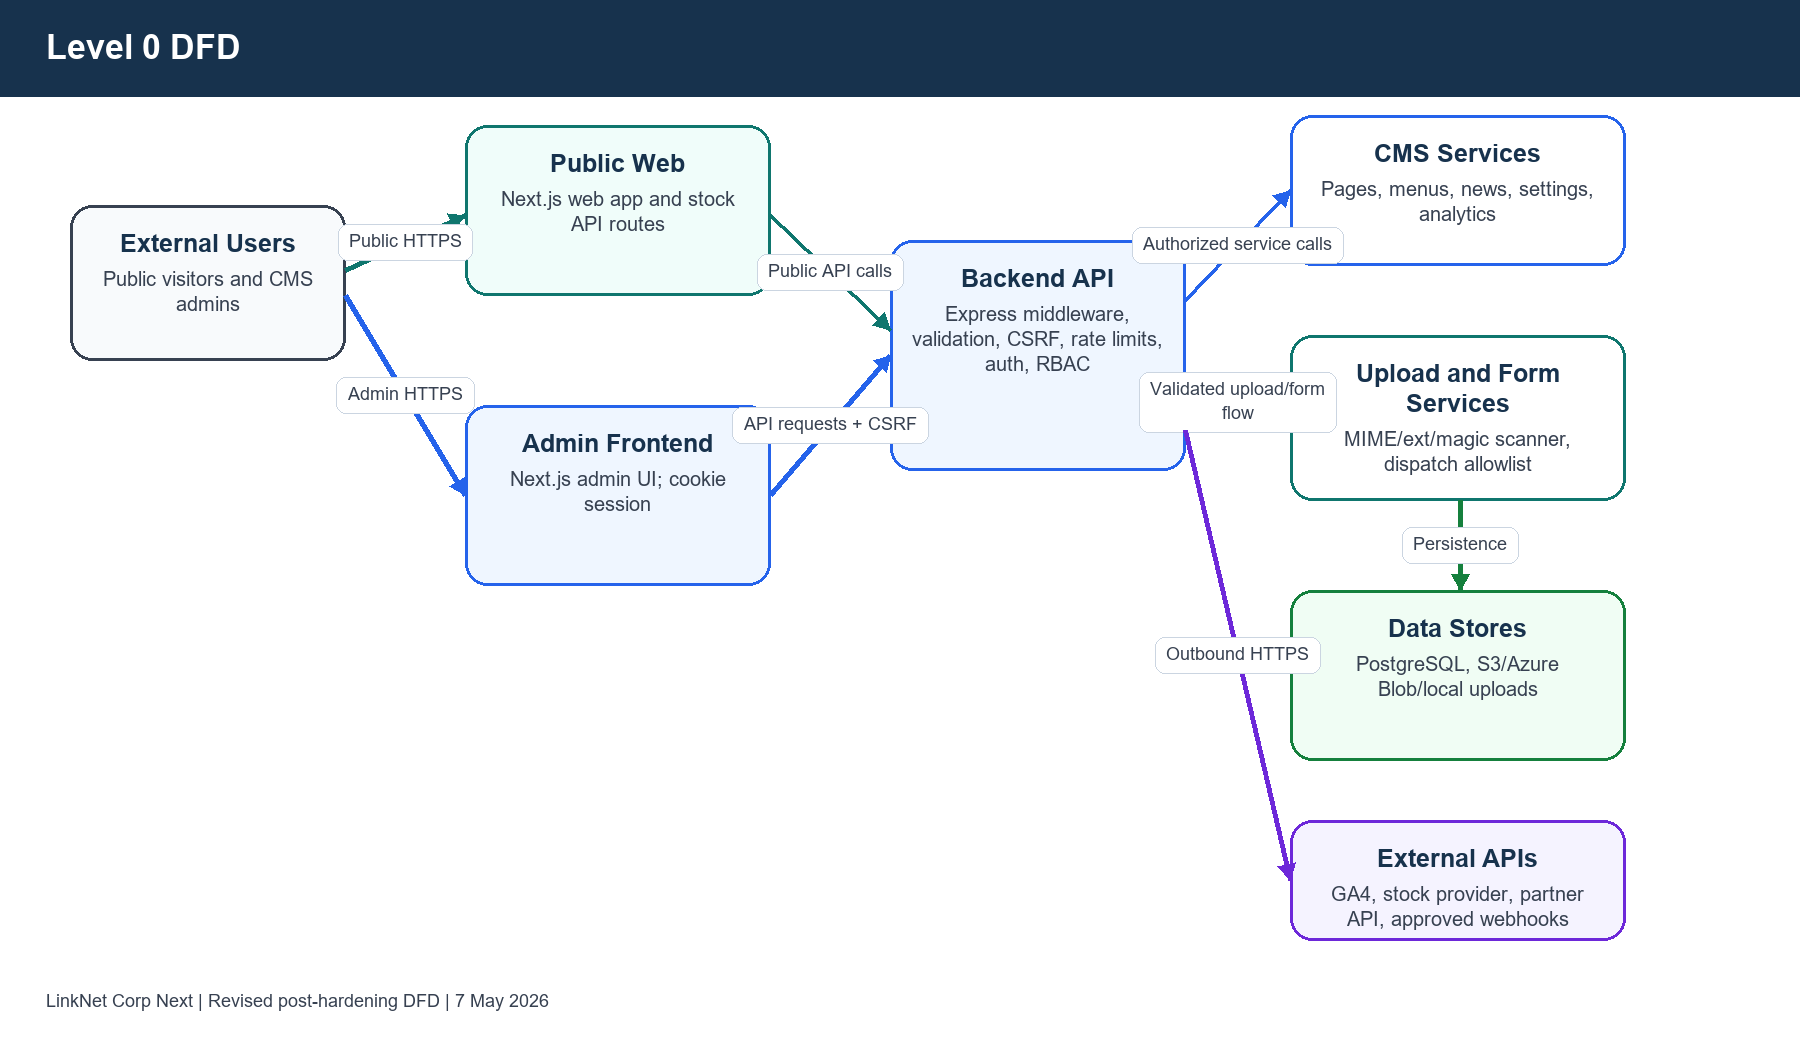 Level 0 DFD
External Users
Public visitors and CMS
admins
Public HTTPS
Admin HTTPS
Public Web
Next.js web app and stock
API routes
Admin Frontend
Next.js admin UI; cookie
session
Public API calls
API requests + CSRF
Backend API
Express middleware,
validation, CSRF, rate limits,
auth, RBAC
Authorized service calls
Validated upload/form
flow
Outbound HTTPS
CMS Services
Pages, menus, news, settings,
analytics
Upload and Form
Services
MIME/ext/magic scanner,
dispatch allowlist
Persistence
Data Stores
PostgreSQL, S3/Azure
Blob/local uploads
External APIs
GA4, stock provider, partner
API, approved webhooks
LinkNet Corp Next | Revised post-hardening DFD | 7 May 2026